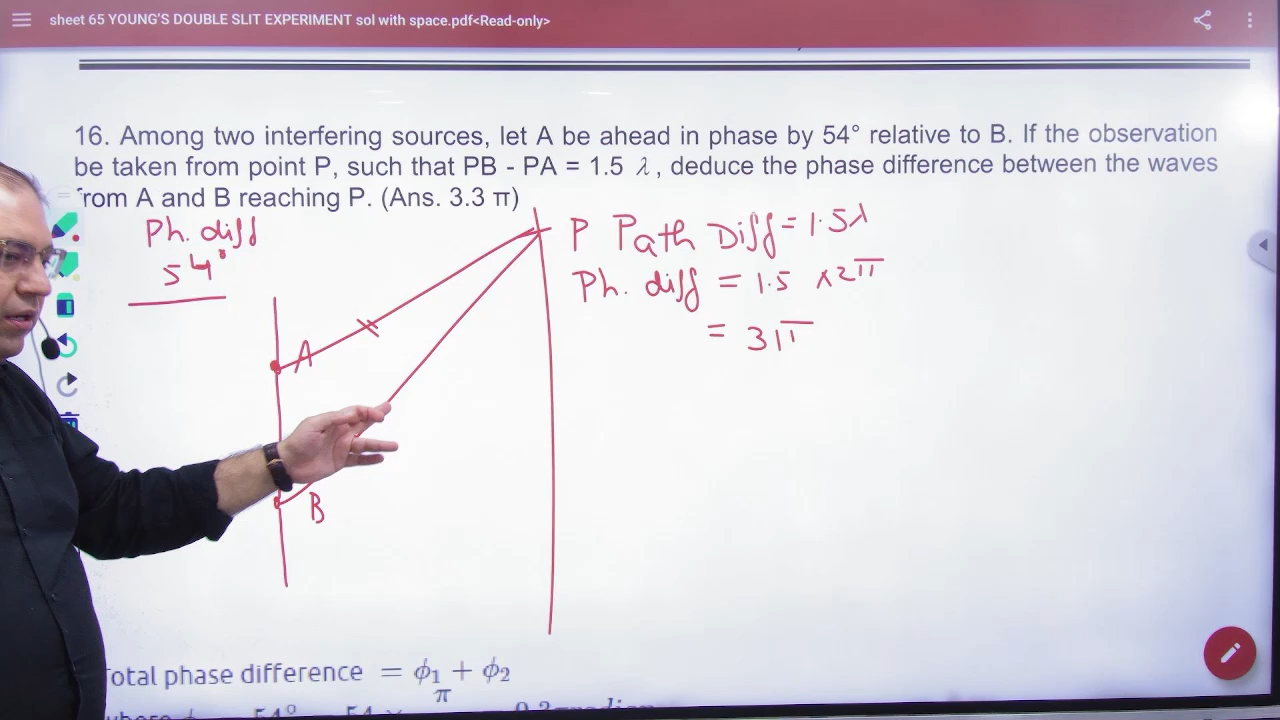 sheet 65 YOUNG'S DOUBLE SLIT EXPERIMENT sol with space.pdf<Read-only>
16. Among two interfering sources, let A be ahead in phase by 54° relative to B. If the observation
be taken from point P, such that PB - PA = 1.5 λ, deduce the phase difference between the waves
from A and B reaching P. (Ans. 3.3 π)
Ph. diff
54°
P Path Diff = 1.5λ
Ph. diff = 1.5 × 2π
= 3π
A
B
otal phase difference = ϕ₁ + ϕ₂
π